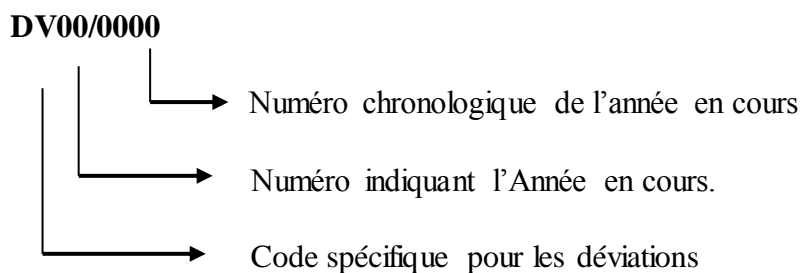 DV00/0000
Numéro chronologique de l'année en cours
Numéro indiquant l'Année en cours.
Code spécifique pour les déviations